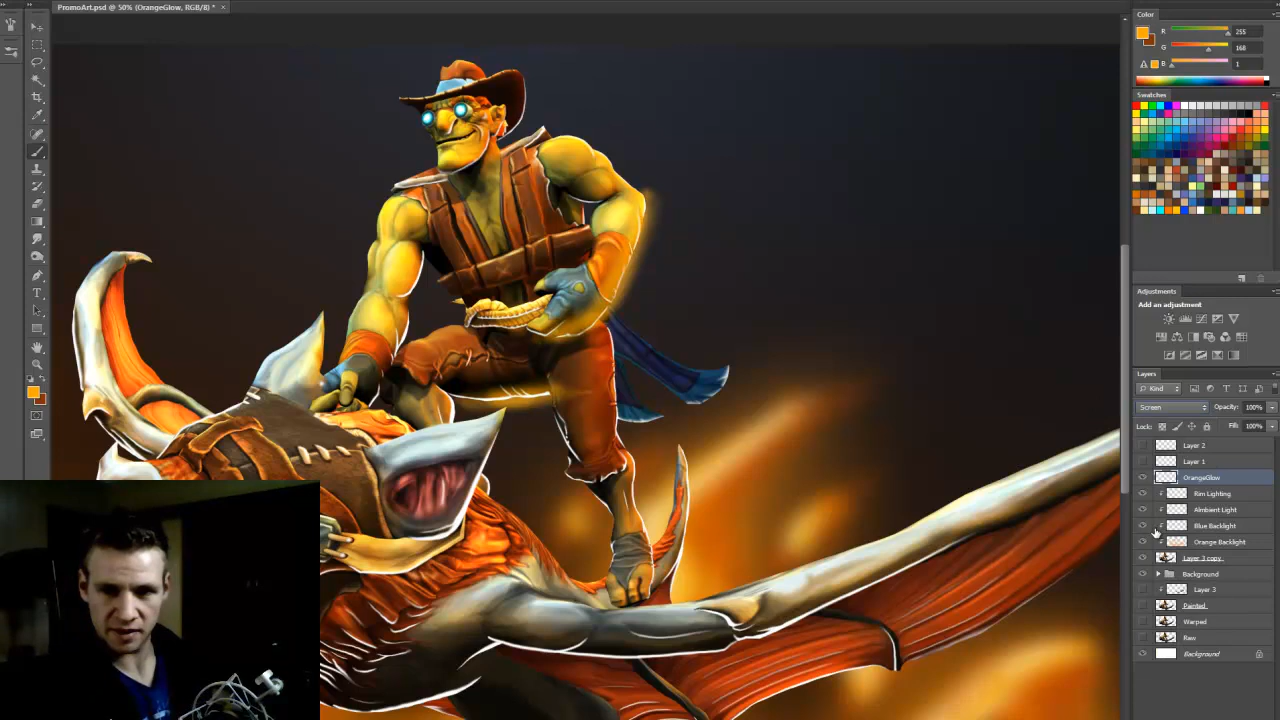 PromoArt.psd @ 50% (OrangeGlow, RGB/8) * ×
Color
R 255
G 168
B 1
Swatches
Adjustments
Add an adjustment
Layers
Kind
Screen Opacity: 100%
Lock: Fill: 100%
Layer 2
Layer 1
OrangeGlow
Rim Lighting
Almbient Light
Blue Backlight
Orange Backlight
Layer 3 copy
Background
Layer 3
Painted
Warped
Raw
Background